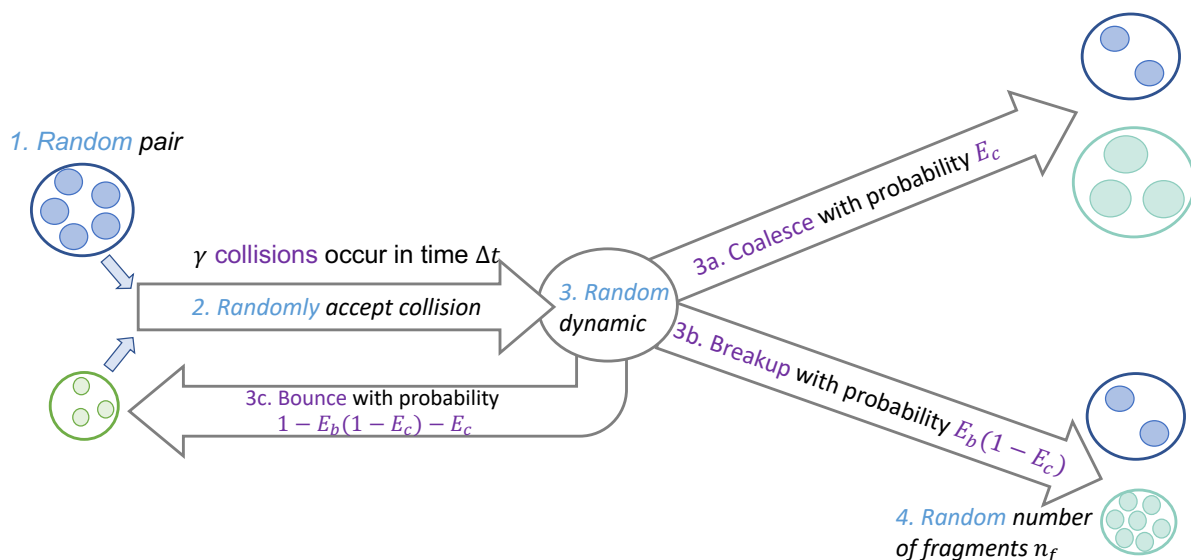 1. Random pair
γ collisions occur in time Δt
2. Randomly accept collision
3. Random
dynamic
3a. Coalesce with probability E_c
3b. Breakup with probability E_b(1 − E_c)
3c. Bounce with probability
1 − E_b(1 − E_c) − E_c
4. Random number
of fragments n_f